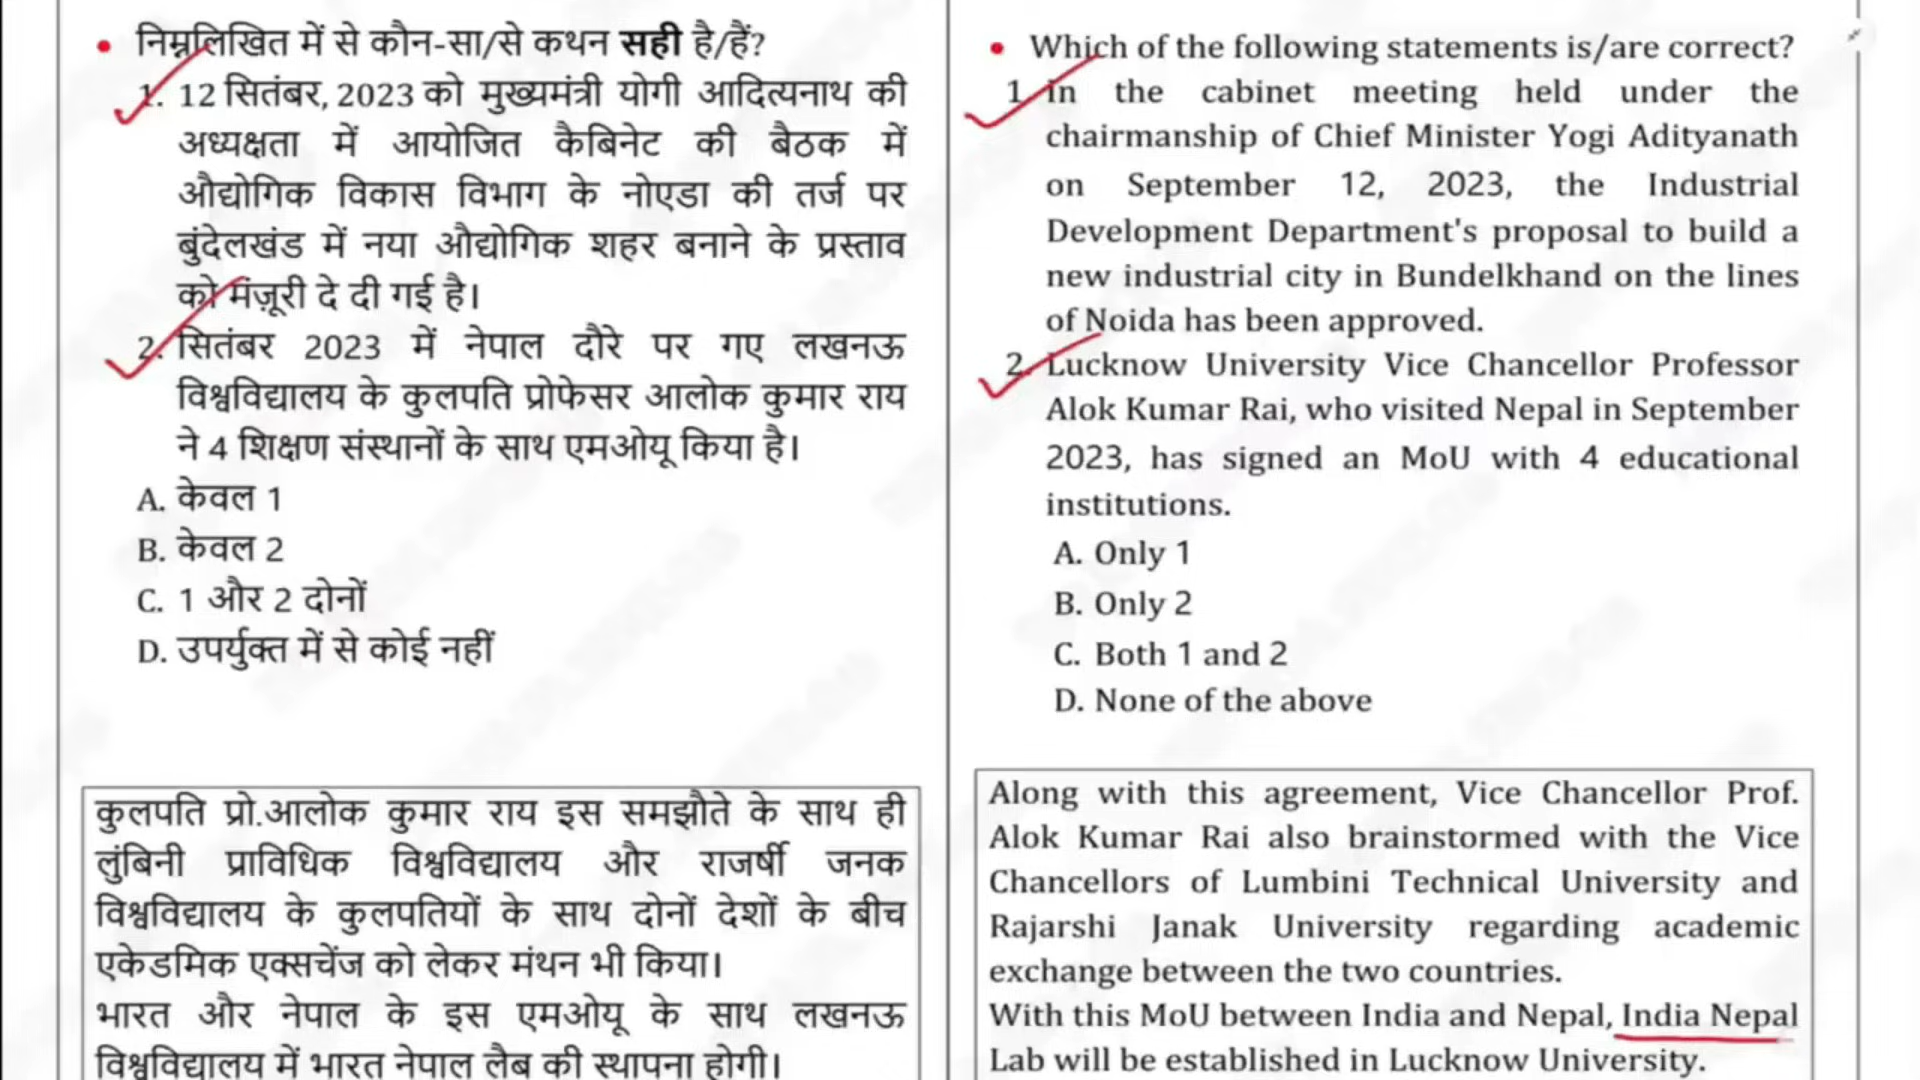 • निम्नलिखित में से कौन-सा/से कथन सही है/हैं?
1. 12 सितंबर, 2023 को मुख्यमंत्री योगी आदित्यनाथ की
अध्यक्षता में आयोजित कैबिनेट की बैठक में
औद्योगिक विकास विभाग के नोएडा की तर्ज पर
बुंदेलखंड में नया औद्योगिक शहर बनाने के प्रस्ताव
को मंज़ूरी दे दी गई है।
2. सितंबर 2023 में नेपाल दौरे पर गए लखनऊ
विश्वविद्यालय के कुलपति प्रोफेसर आलोक कुमार राय
ने 4 शिक्षण संस्थानों के साथ एमओयू किया है।
A. केवल 1
B. केवल 2
C. 1 और 2 दोनों
D. उपर्युक्त में से कोई नहीं
कुलपति प्रो.आलोक कुमार राय इस समझौते के साथ ही
लुंबिनी प्राविधिक विश्वविद्यालय और राजर्षी जनक
विश्वविद्यालय के कुलपतियों के साथ दोनों देशों के बीच
एकेडमिक एक्सचेंज को लेकर मंथन भी किया।
भारत और नेपाल के इस एमओयू के साथ लखनऊ
विश्वविद्यालय में भारत नेपाल लैब की स्थापना होगी।
• Which of the following statements is/are correct?
1. In the cabinet meeting held under the
chairmanship of Chief Minister Yogi Adityanath
on September 12, 2023, the Industrial
Development Department's proposal to build a
new industrial city in Bundelkhand on the lines
of Noida has been approved.
2. Lucknow University Vice Chancellor Professor
Alok Kumar Rai, who visited Nepal in September
2023, has signed an MoU with 4 educational
institutions.
A. Only 1
B. Only 2
C. Both 1 and 2
D. None of the above
Along with this agreement, Vice Chancellor Prof.
Alok Kumar Rai also brainstormed with the Vice
Chancellors of Lumbini Technical University and
Rajarshi Janak University regarding academic
exchange between the two countries.
With this MoU between India and Nepal, India Nepal
Lab will be established in Lucknow University.